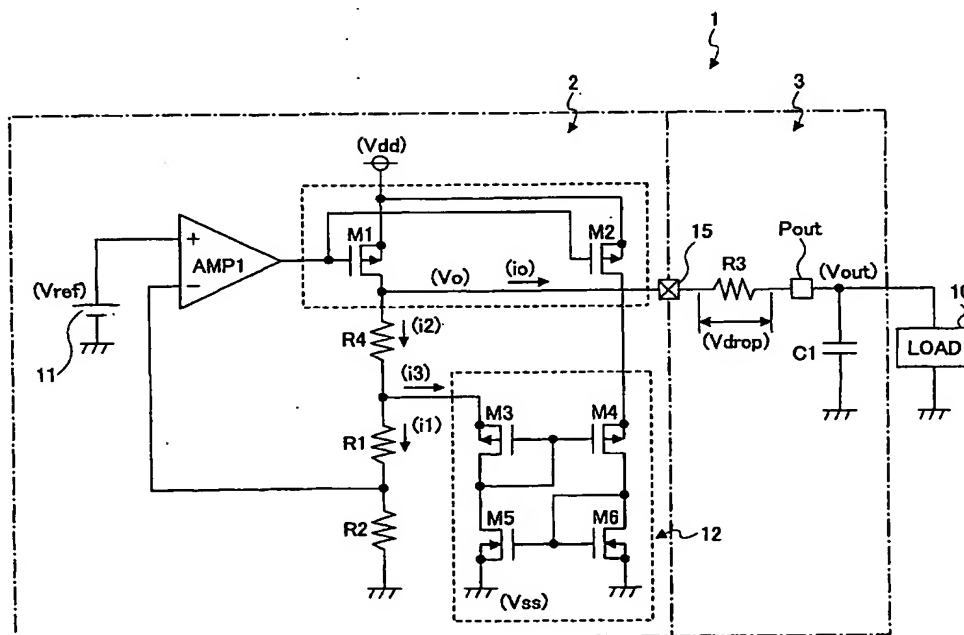 1
2
3
(Vdd)
M1
M2
15
Pout
+
AMP1
−
(Vo)
(io)
R3
(Vout)
(Vref)
11
R4
(i2)
(Vdrop)
C1
10
LOAD
(i3)
M3
M4
R1
(i1)
M5
M6
R2
12
(Vss)